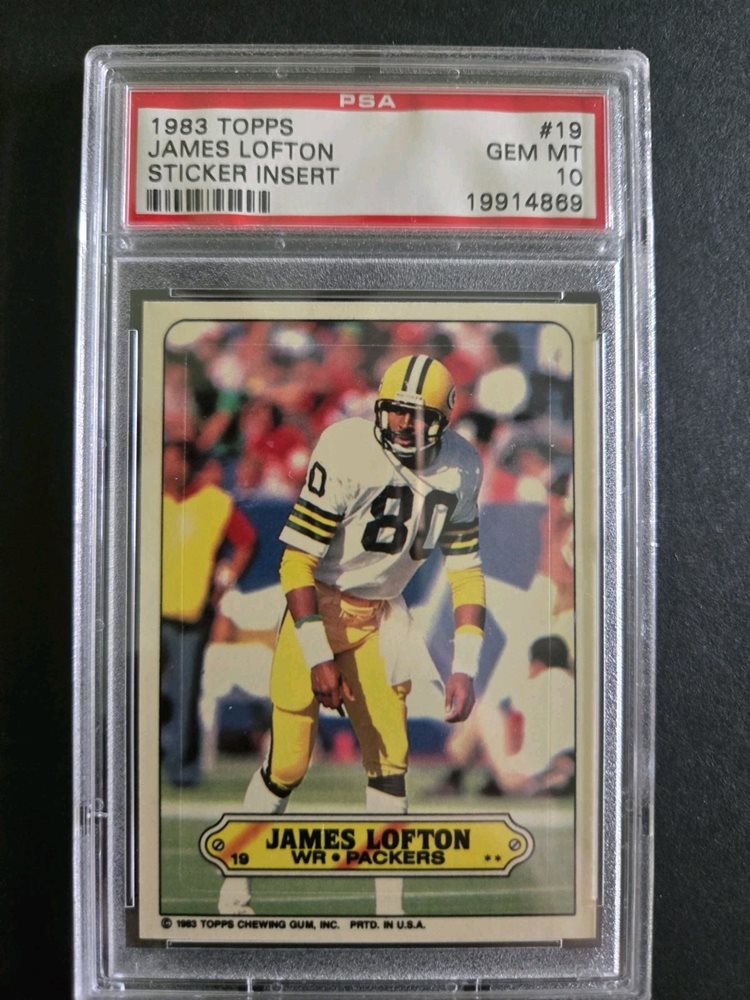 PSA
1983 TOPPS #19
JAMES LOFTON GEM MT
STICKER INSERT 10
19914869
80
80
JAMES LOFTON
19 WR • PACKERS **
© 1983 TOPPS CHEWING GUM, INC. PRTD. IN U.S.A.